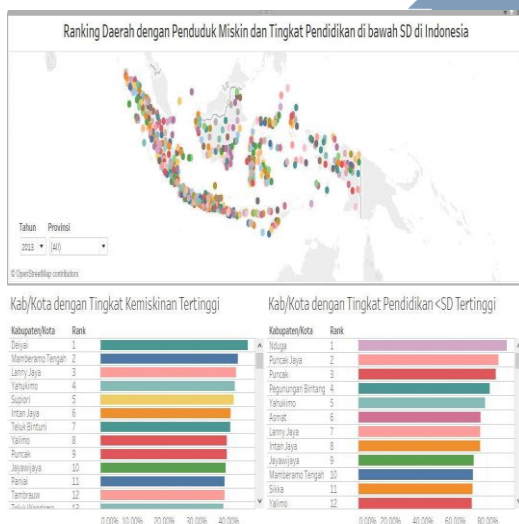 Ranking Daerah dengan Penduduk Miskin dan Tingkat Pendidikan di bawah SD di Indonesia
Tahun Provinsi
2013 (All)
© OpenStreetMap contributors
Kab/Kota dengan Tingkat Kemiskinan Tertinggi
Kabupaten/Kota Rank
Deiyai 1
Mamberamo Tengah 2
Lanny Jaya 3
Yahukimo 4
Supiori 5
Intan Jaya 6
Teluk Bintuni 7
Yalimo 8
Puncak 9
Jayawijaya 10
Paniai 11
Tambrauw 12
Teluk Wondama 13
0.00% 10.00% 20.00% 30.00% 40.00%
Kab/Kota dengan Tingkat Pendidikan <SD Tertinggi
Kabupaten/Kota Rank
Nduga 1
Puncak Jaya 2
Puncak 3
Pegunungan Bintang 4
Yahukimo 5
Asmat 6
Lanny Jaya 7
Intan Jaya 8
Jayawijaya 9
Mamberamo Tengah 10
Sikka 11
Yalimo 12
0.00% 20.00% 40.00% 60.00% 80.00%